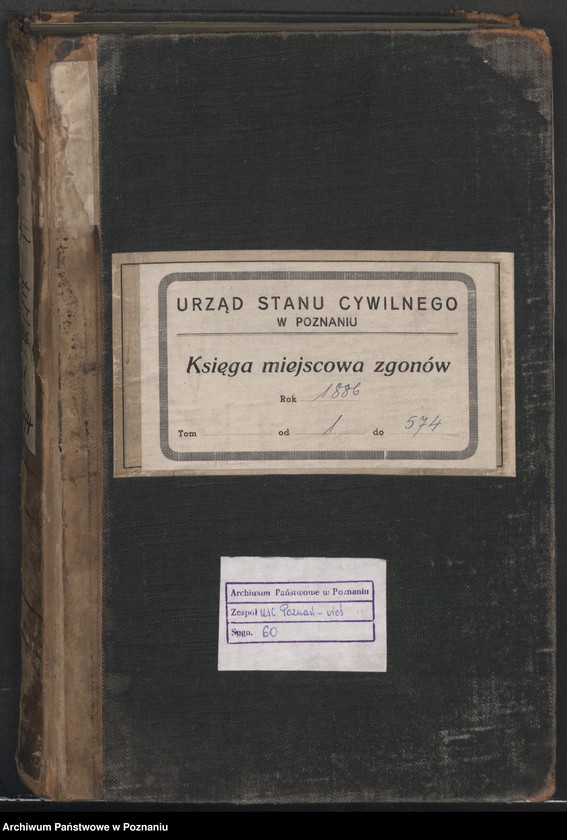 URZĄD STANU CYWILNEGO
W POZNANIU
Księga miejscowa zgonów
Rok 1886
Tom od 1 do 574
Archiwum Państwowe w Poznaniu
Zespół USC Poznań - wieś
Sygn. 60
Archiwum Państwowe w Poznaniu